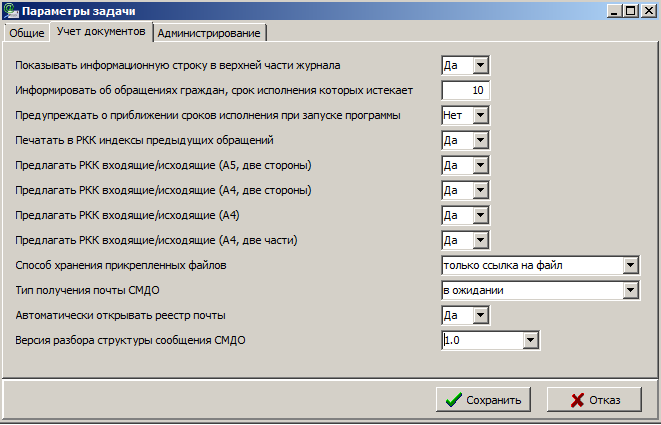 Параметры задачи
Общие Учет документов Администрирование
Показывать информационную строку в верхней части журнала Да
Информировать об обращениях граждан, срок исполения которых истекает 10
Предупреждать о приближении сроков исполнения при запуске программы Нет
Печатать в РКК индексы предыдущих обращений Да
Предлагать РКК входящие/исходящие (А5, две стороны) Да
Предлагать РКК входящие/исходящие (А4, две стороны) Да
Предлагать РКК входящие/исходящие (А4) Да
Предлагать РКК входящие/исходящие (А4, две части) Да
Способ хранения прикрепленных файлов только ссылка на файл
Тип получения почты СМДО в ожидании
Автоматически открывать реестр почты Да
Версия разбора структуры сообщения СМДО 1.0
Сохранить Отказ